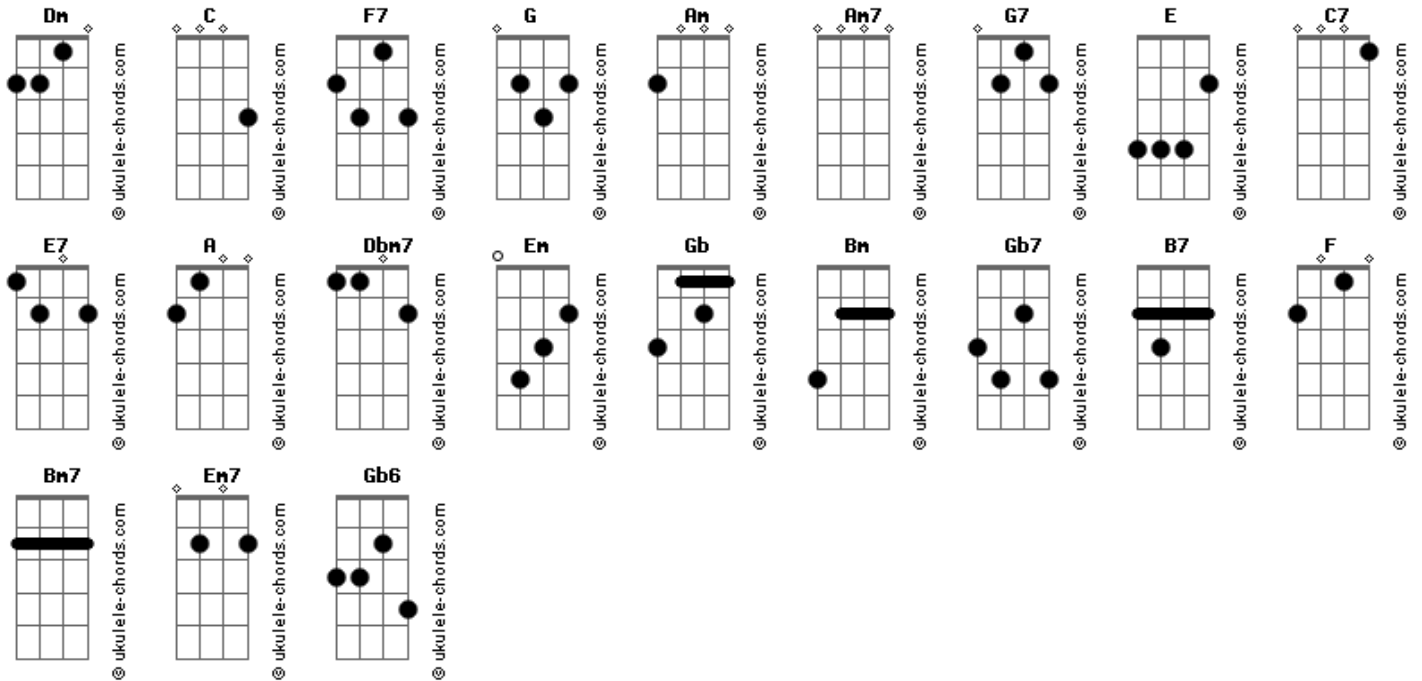 Dm C F7 G Am Am7 G7 E C7
© ukulele-chords.com © ukulele-chords.com © ukulele-chords.com © ukulele-chords.com © ukulele-chords.com © ukulele-chords.com © ukulele-chords.com © ukulele-chords.com © ukulele-chords.com
E7 A Dbm7 Em Gb Bm Gb7 B7 F
© ukulele-chords.com © ukulele-chords.com © ukulele-chords.com © ukulele-chords.com © ukulele-chords.com © ukulele-chords.com © ukulele-chords.com © ukulele-chords.com © ukulele-chords.com
Bm7 Em7 Gb6
© ukulele-chords.com © ukulele-chords.com © ukulele-chords.com